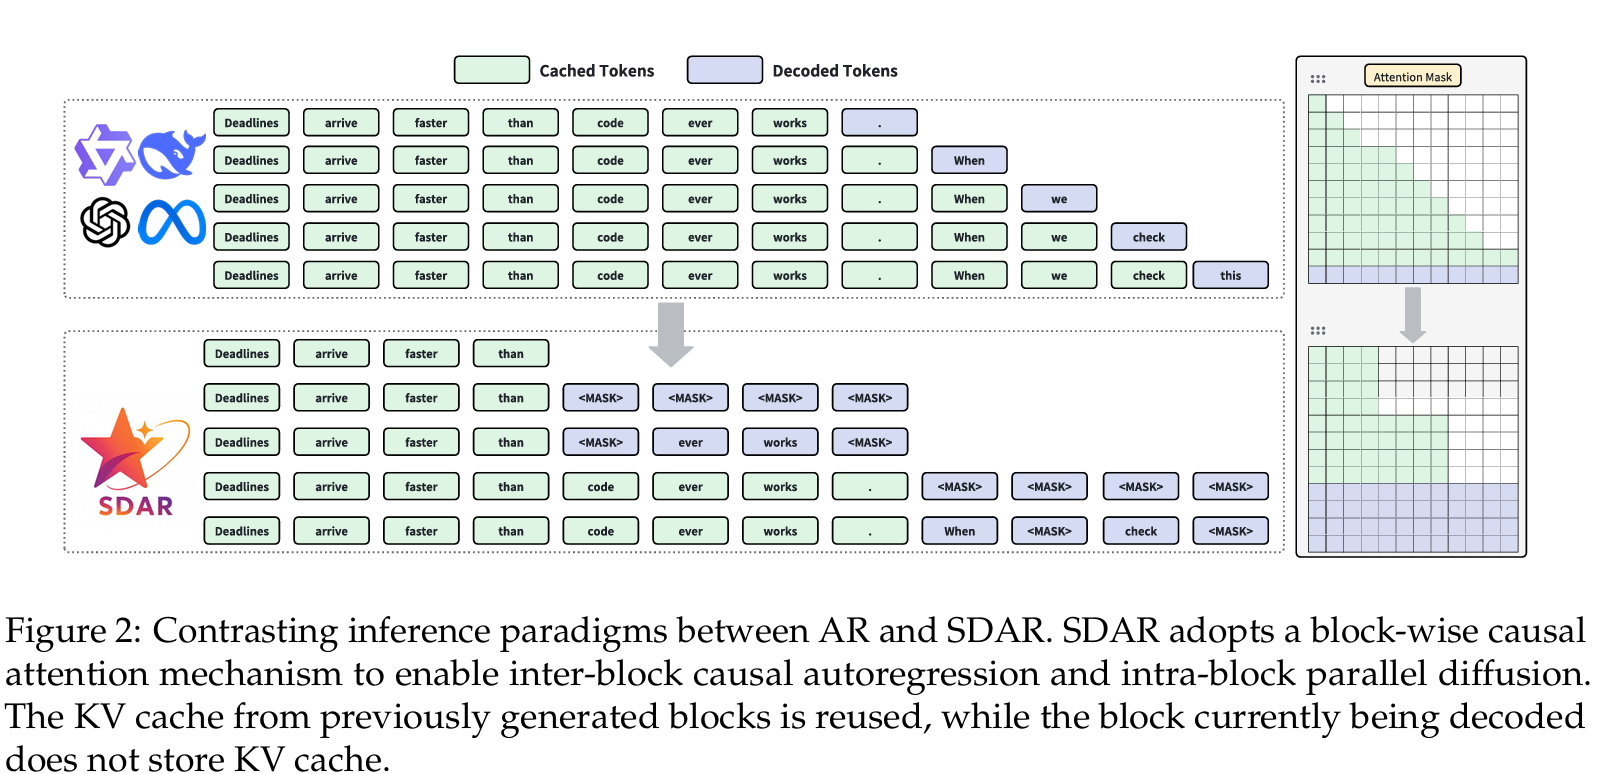 Cached Tokens Decoded Tokens
Attention Mask
Deadlines arrive faster than code ever works .
Deadlines arrive faster than code ever works . When
Deadlines arrive faster than code ever works . When we
Deadlines arrive faster than code ever works . When we check
Deadlines arrive faster than code ever works . When we check this
Deadlines arrive faster than
Deadlines arrive faster than <MASK> <MASK> <MASK> <MASK>
Deadlines arrive faster than <MASK> ever works <MASK>
Deadlines arrive faster than code ever works . <MASK> <MASK> <MASK> <MASK>
Deadlines arrive faster than code ever works . When <MASK> check <MASK>
SDAR
Figure 2: Contrasting inference paradigms between AR and SDAR. SDAR adopts a block-wise causal
attention mechanism to enable inter-block causal autoregression and intra-block parallel diffusion.
The KV cache from previously generated blocks is reused, while the block currently being decoded
does not store KV cache.